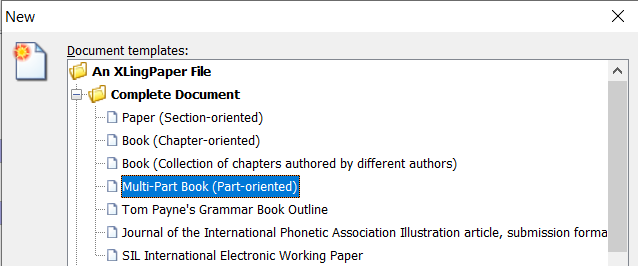 New
Document templates:
An XLingPaper File
Complete Document
Paper (Section-oriented)
Book (Chapter-oriented)
Book (Collection of chapters authored by different authors)
Multi-Part Book (Part-oriented)
Tom Payne's Grammar Book Outline
Journal of the International Phonetic Association Illustration article, submission forma
SIL International Electronic Working Paper